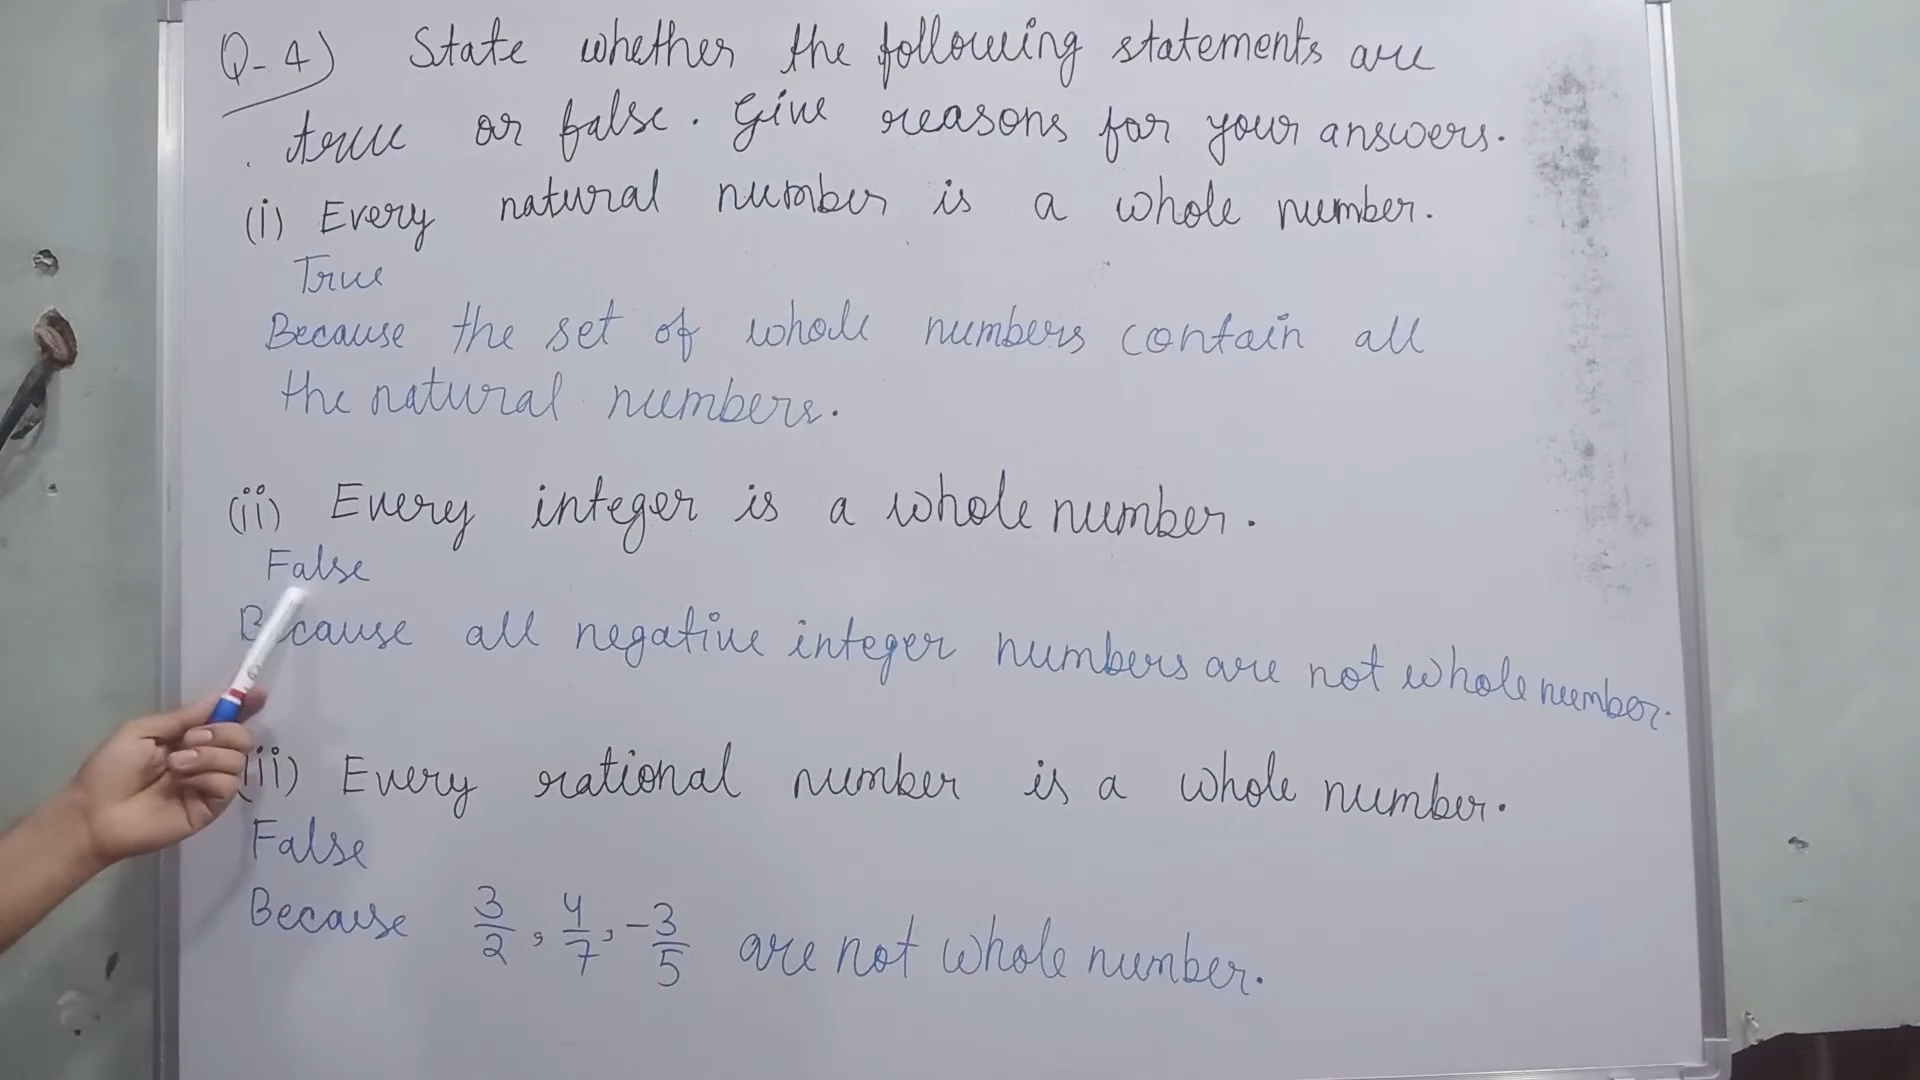 Q-4) State whether the following statements are
true or false. Give reasons for your answers.
(i) Every natural number is a whole number.
True
Because the set of whole numbers contain all
the natural numbers.
(ii) Every integer is a whole number.
False
Because all negative integer numbers are not whole number.
(iii) Every rational number is a whole number.
False
Because 3/2, 4/7, -3/5 are not whole number.